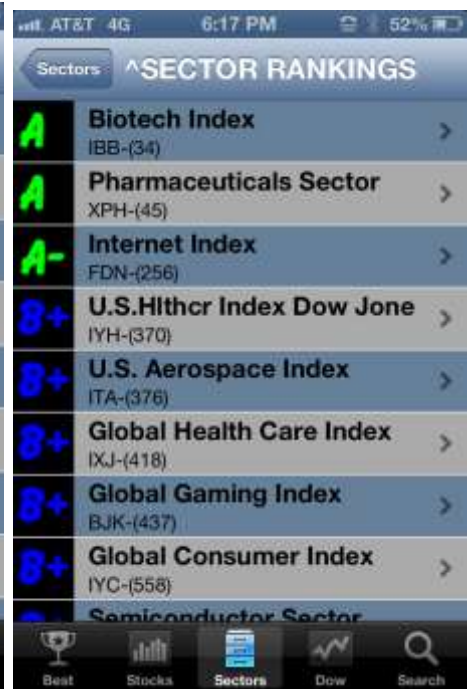 AT&T 4G 6:17 PM 52%
Sectors ^SECTOR RANKINGS
A Biotech Index
IBB-(34)
A Pharmaceuticals Sector
XPH-(45)
A- Internet Index
FDN-(256)
B+ U.S.Hlthcr Index Dow Jone
IYH-(370)
B+ U.S. Aerospace Index
ITA-(376)
B+ Global Health Care Index
IXJ-(418)
B+ Global Gaming Index
BJK-(437)
B+ Global Consumer Index
IYC-(558)
B+ Semiconductor Sector
Best Stocks Sectors Dow Search